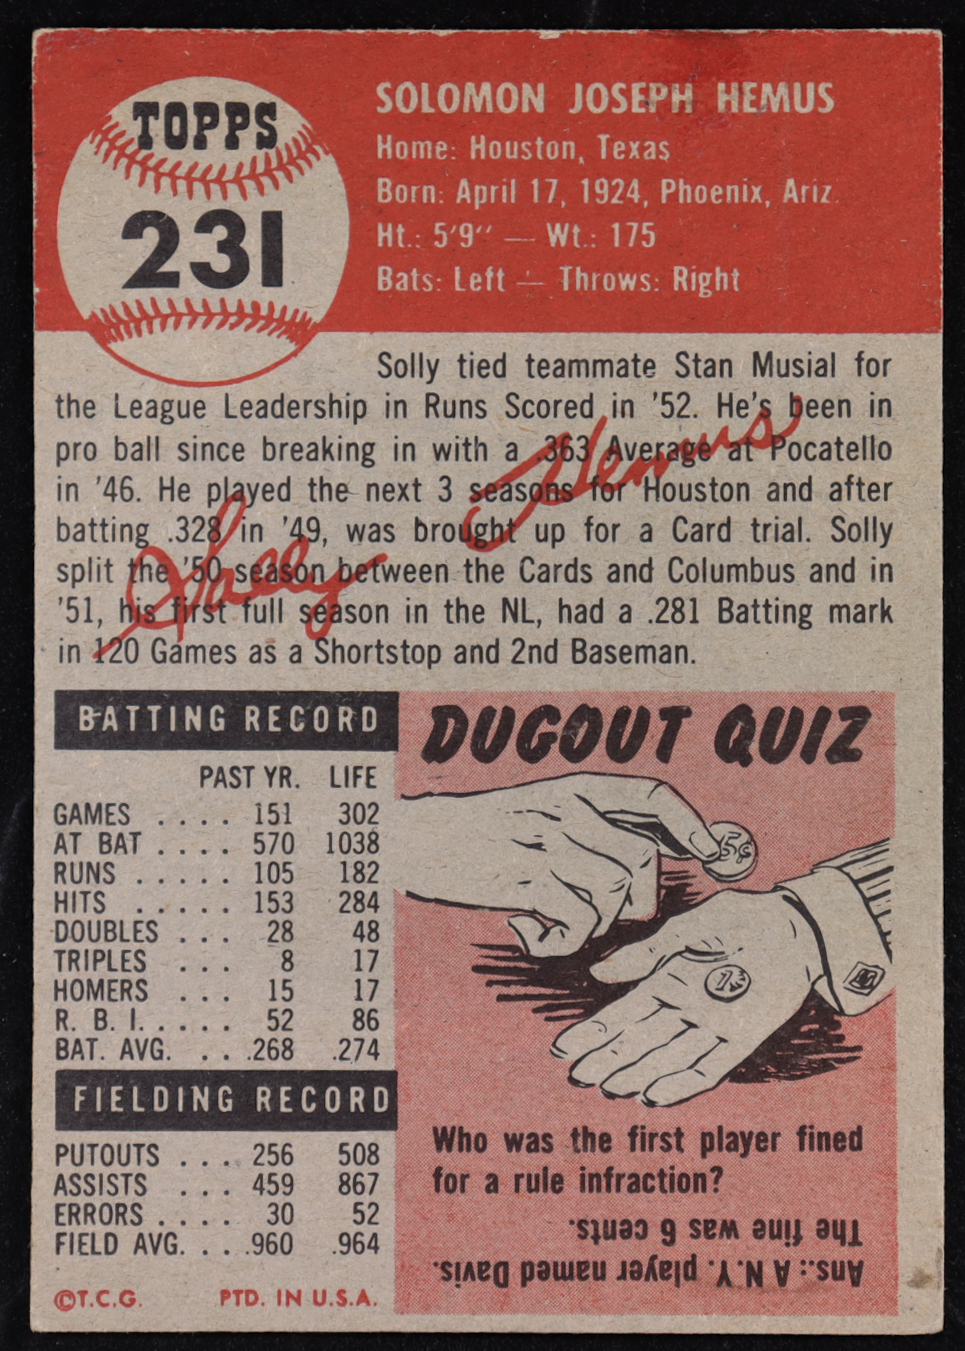 TOPPS
231
SOLOMON JOSEPH HEMUS
Home: Houston, Texas
Born: April 17, 1924, Phoenix, Ariz.
Ht.: 5'9'' — Wt.: 175
Bats: Left — Throws: Right
Solly tied teammate Stan Musial for
the League Leadership in Runs Scored in '52. He's been in
pro ball since breaking in with a .363 Average at Pocatello
in '46. He played the next 3 seasons for Houston and after
batting .328 in '49, was brought up for a Card trial. Solly
split the '50 season between the Cards and Columbus and in
'51, his first full season in the NL, had a .281 Batting mark
in 120 Games as a Shortstop and 2nd Baseman.
Solly Hemus
BATTING RECORD
PAST YR. LIFE
GAMES .... 151 302
AT BAT .... 570 1038
RUNS ..... 105 182
HITS ..... 153 284
DOUBLES ... 28 48
TRIPLES ... 8 17
HOMERS ... 15 17
R. B. I. .... 52 86
BAT. AVG. ... .268 .274
FIELDING RECORD
PUTOUTS ... 256 508
ASSISTS ... 459 867
ERRORS .... 30 52
FIELD AVG. ... .960 .964
©T.C.G. PTD. IN U.S.A.
DUGOUT QUIZ
5¢
1¢
Who was the first player fined
for a rule infraction?
Ans.: A N.Y. player named Davis.
The fine was 6 cents.